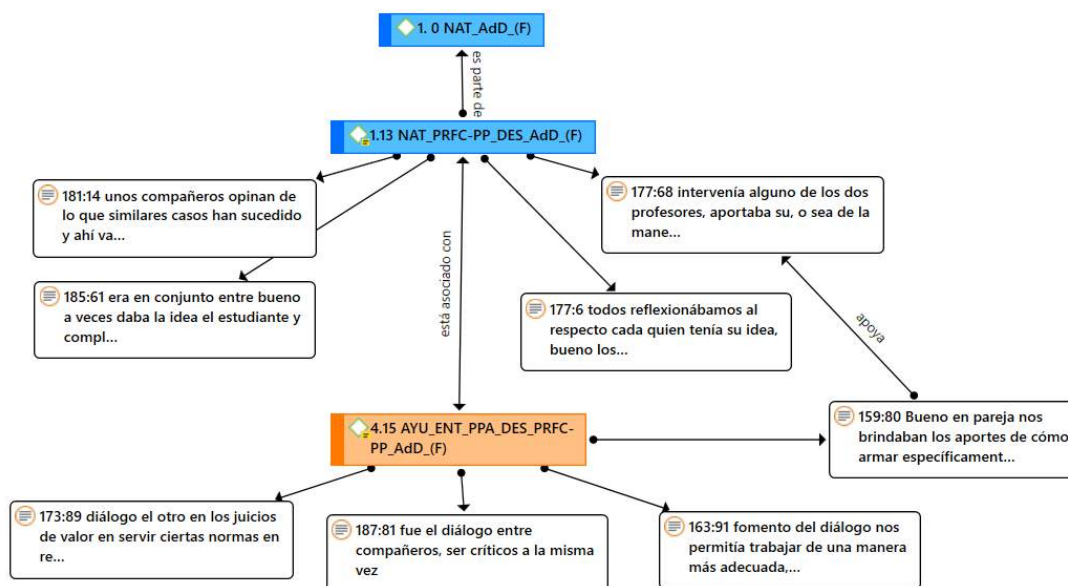 1. 0 NAT_AdD_(F)
es parte de
1.13 NAT_PRFC-PP_DES_AdD_(F)
181:14 unos compañeros opinan de
lo que similares casos han sucedido
y ahí va...
177:68 intervenía alguno de los dos
profesores, aportaba su, o sea de la
mane...
185:61 era en conjunto entre bueno
a veces daba la idea el estudiante y
compl...
está asociado con
177:6 todos reflexionábamos al
respecto cada quien tenía su idea,
bueno los...
apoya
4.15 AYU_ENT_PPA_DES_PRFC-
PP_AdD_(F)
159:80 Bueno en pareja nos
brindaban los aportes de cómo
armar específicament...
173:89 diálogo el otro en los juicios
de valor en servir ciertas normas en
re...
187:81 fue el diálogo entre
compañeros, ser críticos a la misma
vez
163:91 fomento del diálogo nos
permitía trabajar de una manera
más adecuada,...